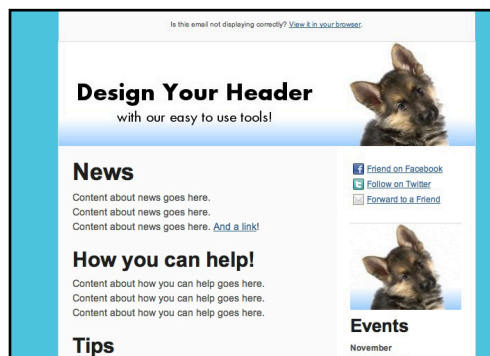 Is this email not displaying correctly? View it in your browser.
Design Your Header
with our easy to use tools!
News
Content about news goes here.
Content about news goes here.
Content about news goes here. And a link!
How you can help!
Content about how you can help goes here.
Content about how you can help goes here.
Content about how you can help goes here.
Tips
Friend on Facebook
Follow on Twitter
Forward to a Friend
Events
November